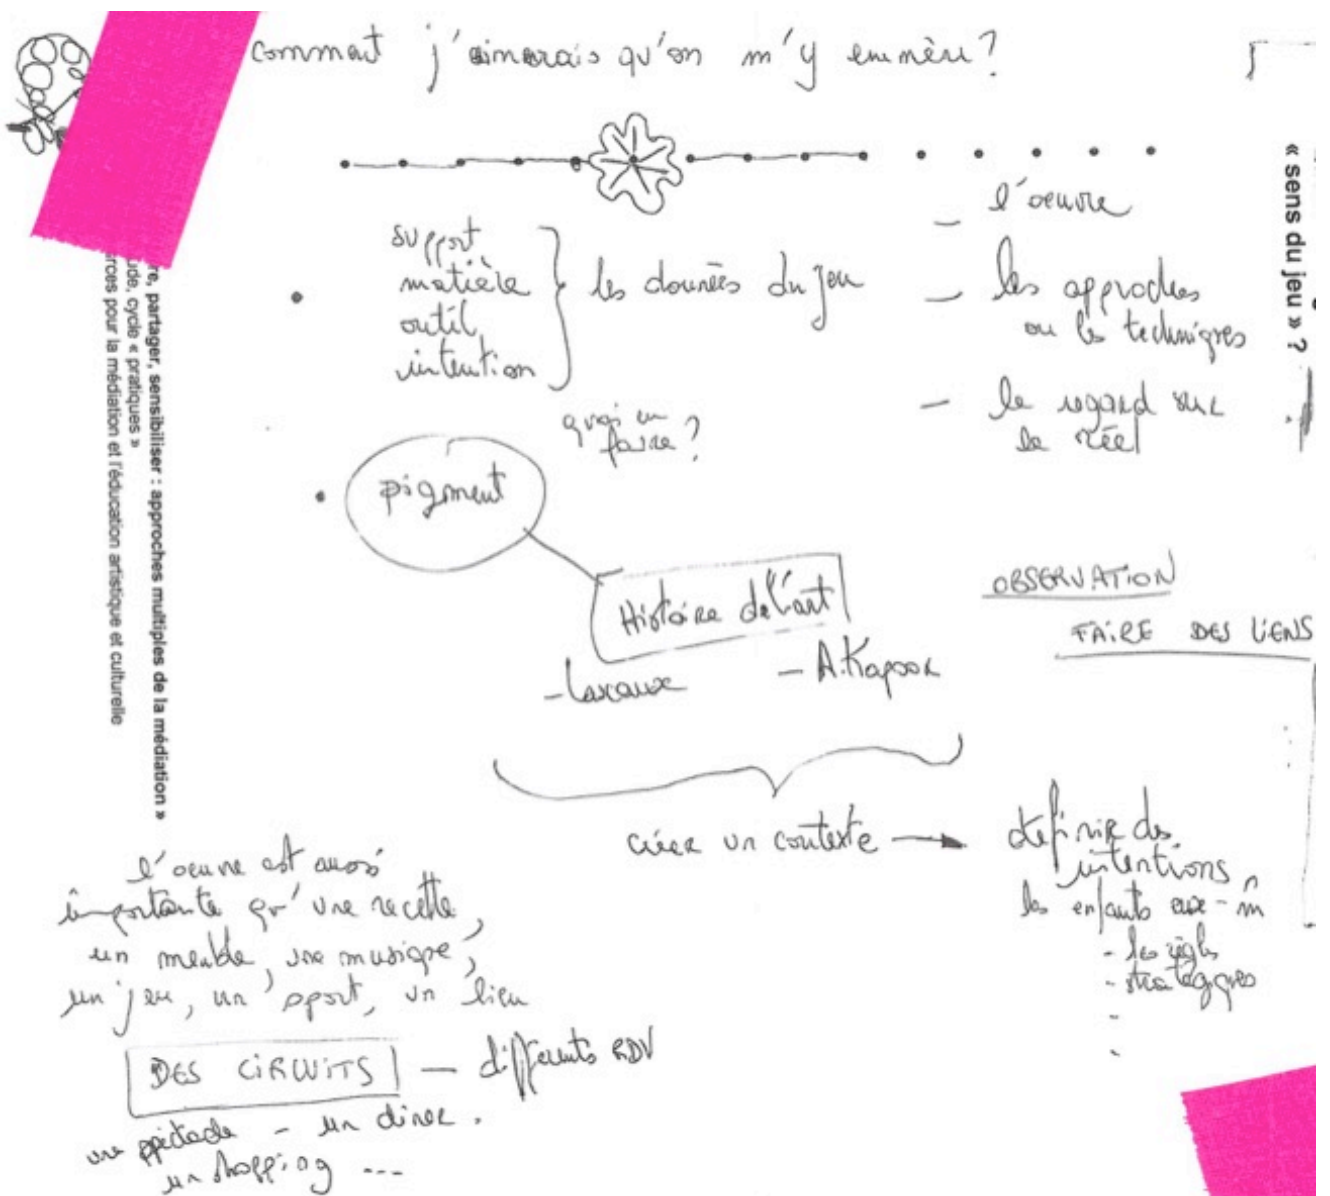 comment j'aimerais qu'on m'y emmère?
« sens du jeu » ?
support
matière
outil
intention
les données du jeu
quoi en
faire?
- l'oeuvre
- les approches
ou les techniques
- le regard sur
le réel
pigment
Histoire de l'art
- Lascaux
- A. Kapoor
OBSERVATION
FAIRE DES LIENS
créer un contexte →
définir des
intentions
les enfants eux-m̂
- les règles
- stratégiques
-
-
re, partager, sensibiliser : approches multiples de la médiation »
ude, cycle « pratiques »
rces pour la médiation et l'éducation artistique et culturelle
l'oeuvre est aussi
importante qu'une recette,
un meuble, une musique,
un jeu, un sport, un lieu
DES CIRCUITS - différents RDV
un spectacle - un diner.
un shopping ---